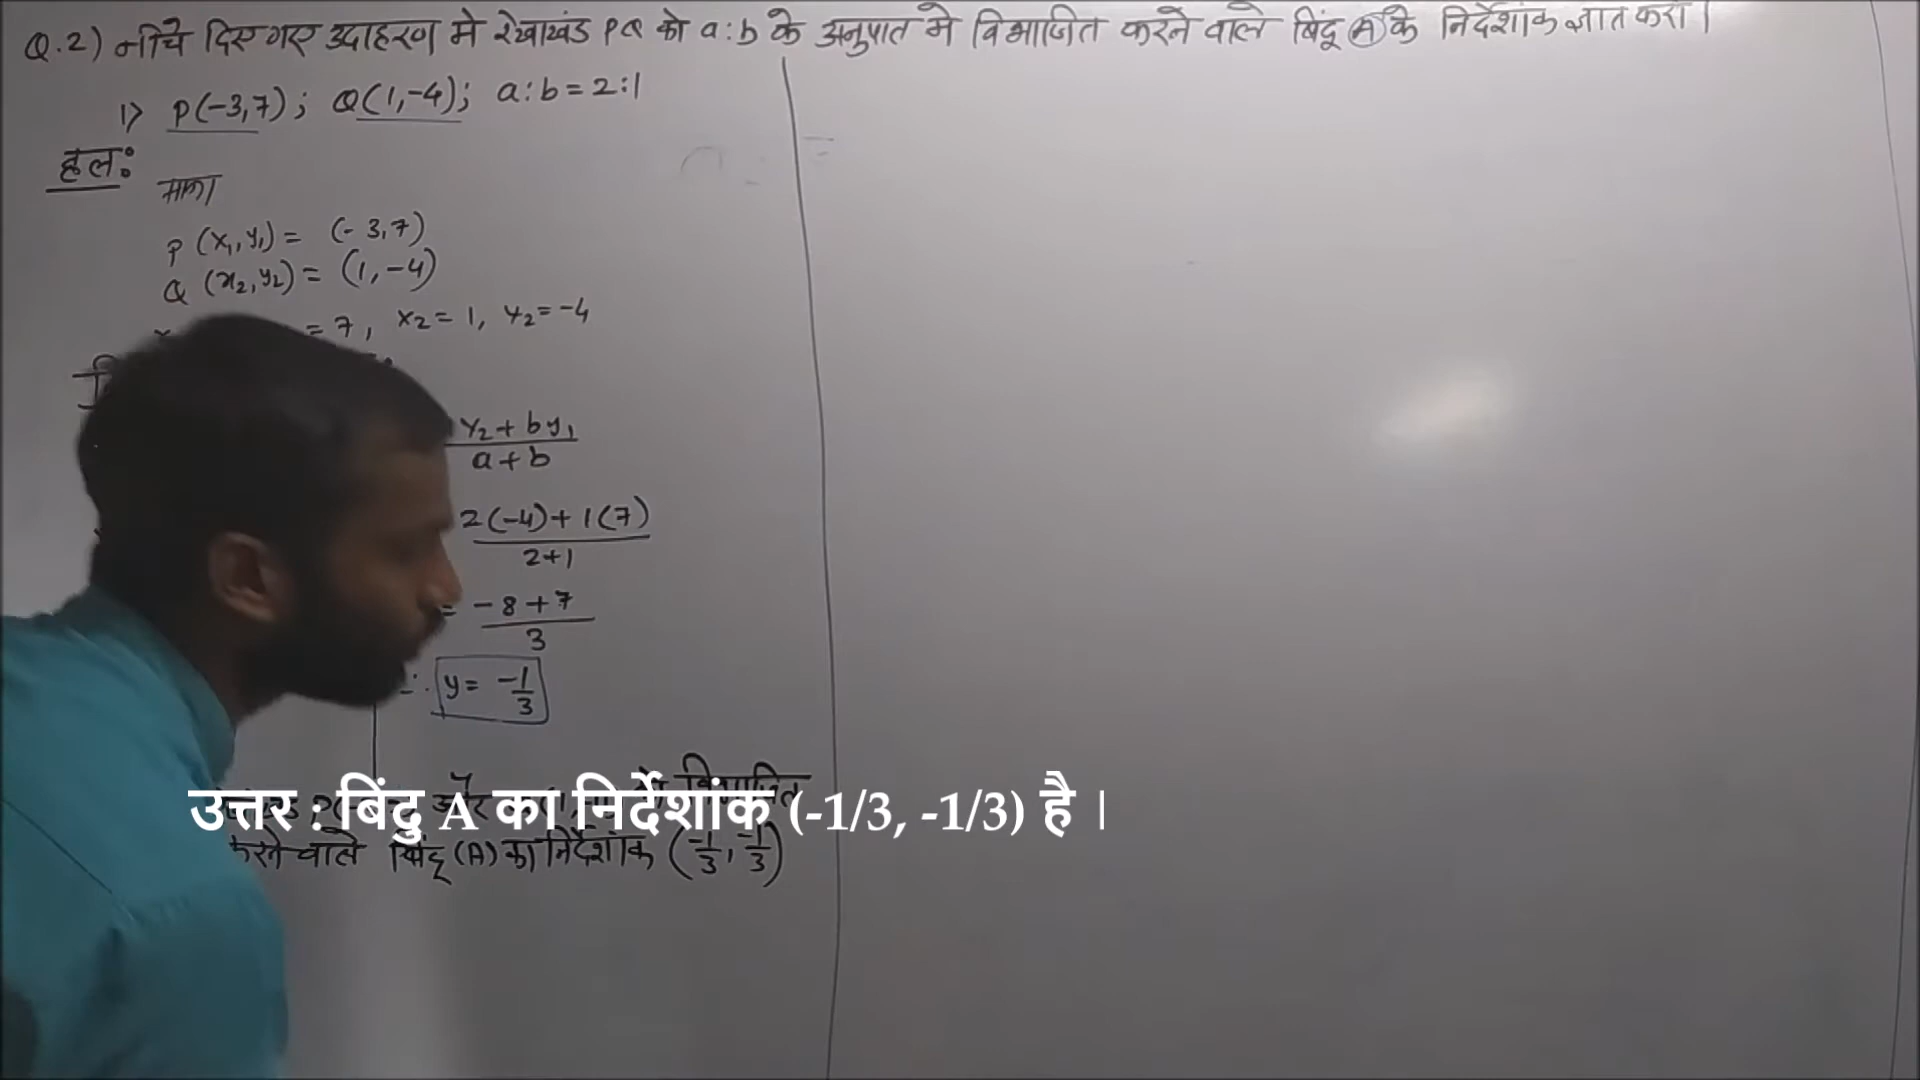 Q.2) नीचे दिए गए उदाहरण मे रेखाखंड PQ को a:b के अनुपात मे विभाजित करने वाले बिंदू A के निर्देशांक ज्ञात करो ।
1> P(-3,7); Q(1,-4); a:b=2:1
हल:
माना
P (x₁,y₁) = (-3,7)
Q (x₂,y₂) = (1,-4)
= 7, x₂ = 1, y₂ = -4
y₂ + by₁
a+b
2(-4)+1(7)
2+1
= -8+7
3
∴ y = -1/3
और विभाजित
करने वाले बिंदू (A) का निर्देशांक (-1/3, -1/3)
उत्तर : बिंदु A का निर्देशांक (-1/3, -1/3) है |